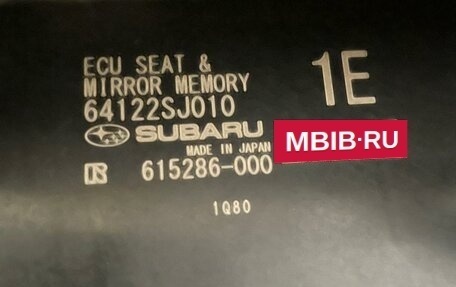 ECU SEAT &
MIRROR MEMORY
1E
64122SJ010
SUBARU
MBIB·RU
MADE IN JAPAN
615286-000
1Q80